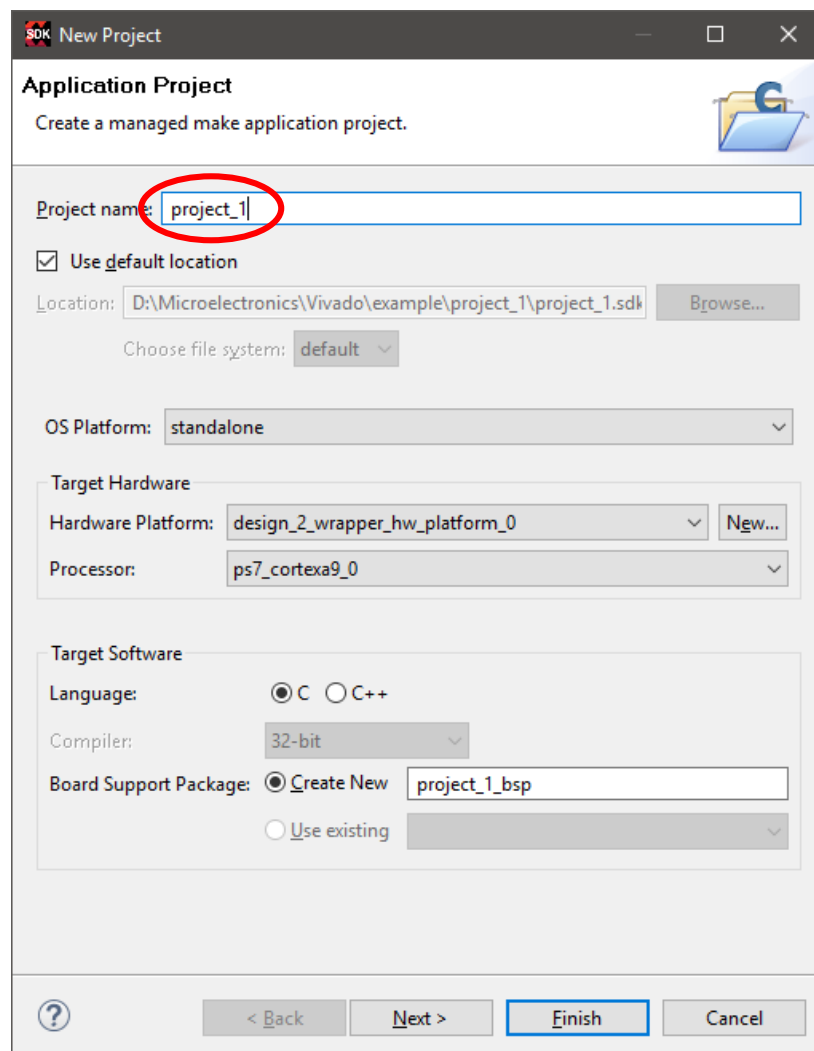 SDK New Project
Application Project
Create a managed make application project.
C
Project name: project_1
Use default location
Location: D:\Microelectronics\Vivado\example\project_1\project_1.sdk Browse...
Choose file system: default
OS Platform: standalone
Target Hardware
Hardware Platform: design_2_wrapper_hw_platform_0 New...
Processor: ps7_cortexa9_0
Target Software
Language: C C++
Compiler: 32-bit
Board Support Package: Create New project_1_bsp
Use existing
? < Back Next > Finish Cancel